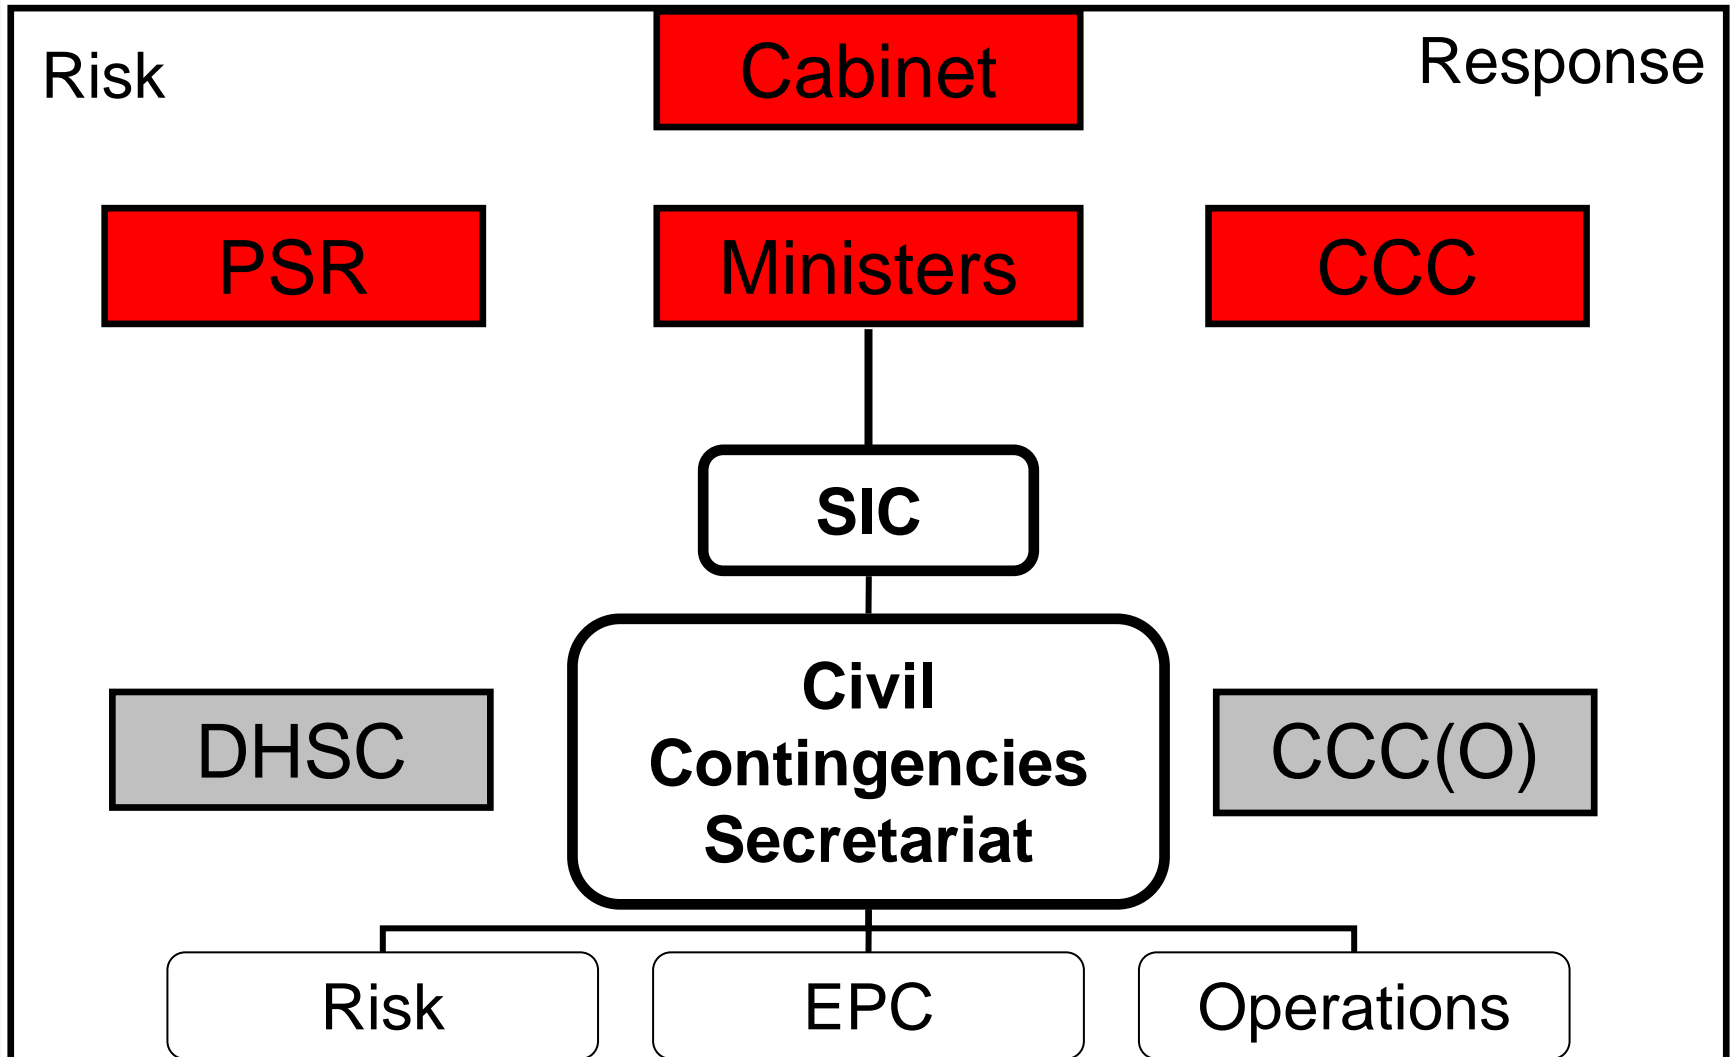 Risk
Cabinet
Response
PSR
Ministers
CCC
SIC
DHSC
Civil
Contingencies
Secretariat
CCC(O)
Risk
EPC
Operations